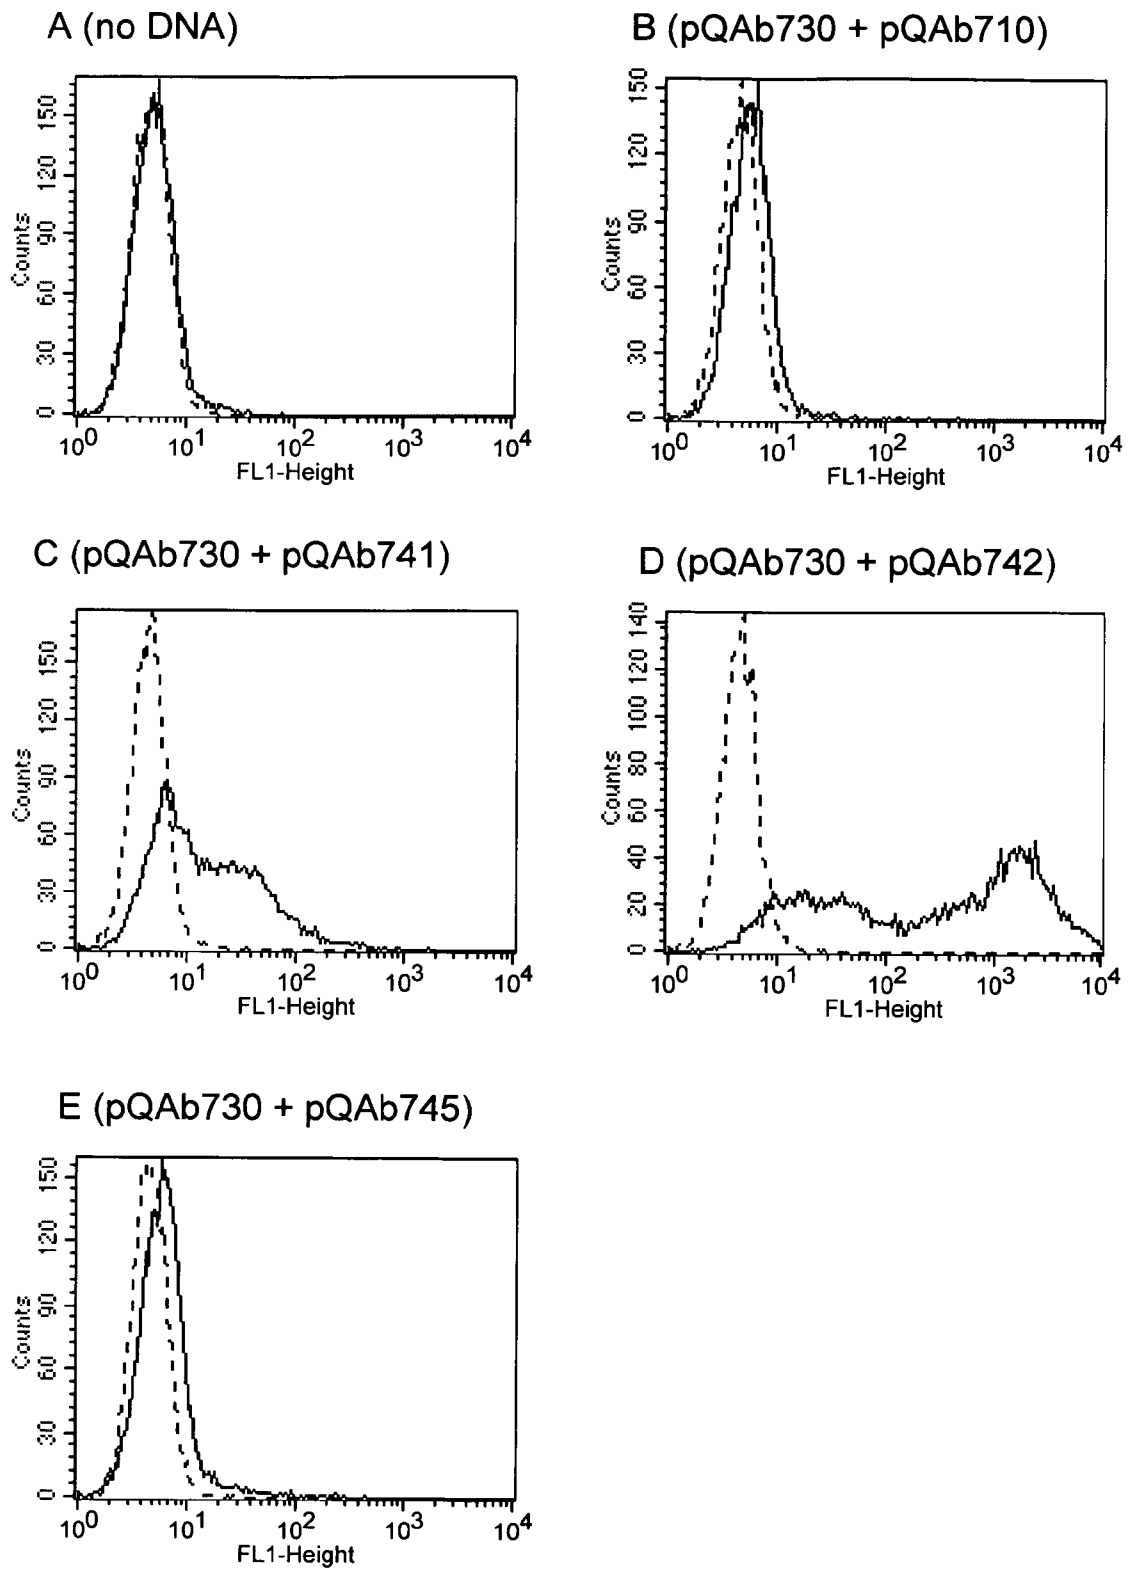 A (no DNA)
150
120
90
60
30
0
Counts
10^0 10^1 10^2 10^3 10^4
FL1-Height
B (pQAb730 + pQAb710)
150
120
90
60
30
0
Counts
10^0 10^1 10^2 10^3 10^4
FL1-Height
C (pQAb730 + pQAb741)
150
120
90
60
30
0
Counts
10^0 10^1 10^2 10^3 10^4
FL1-Height
D (pQAb730 + pQAb742)
140
120
100
80
60
40
20
0
Counts
10^0 10^1 10^2 10^3 10^4
FL1-Height
E (pQAb730 + pQAb745)
150
120
90
60
30
0
Counts
10^0 10^1 10^2 10^3 10^4
FL1-Height